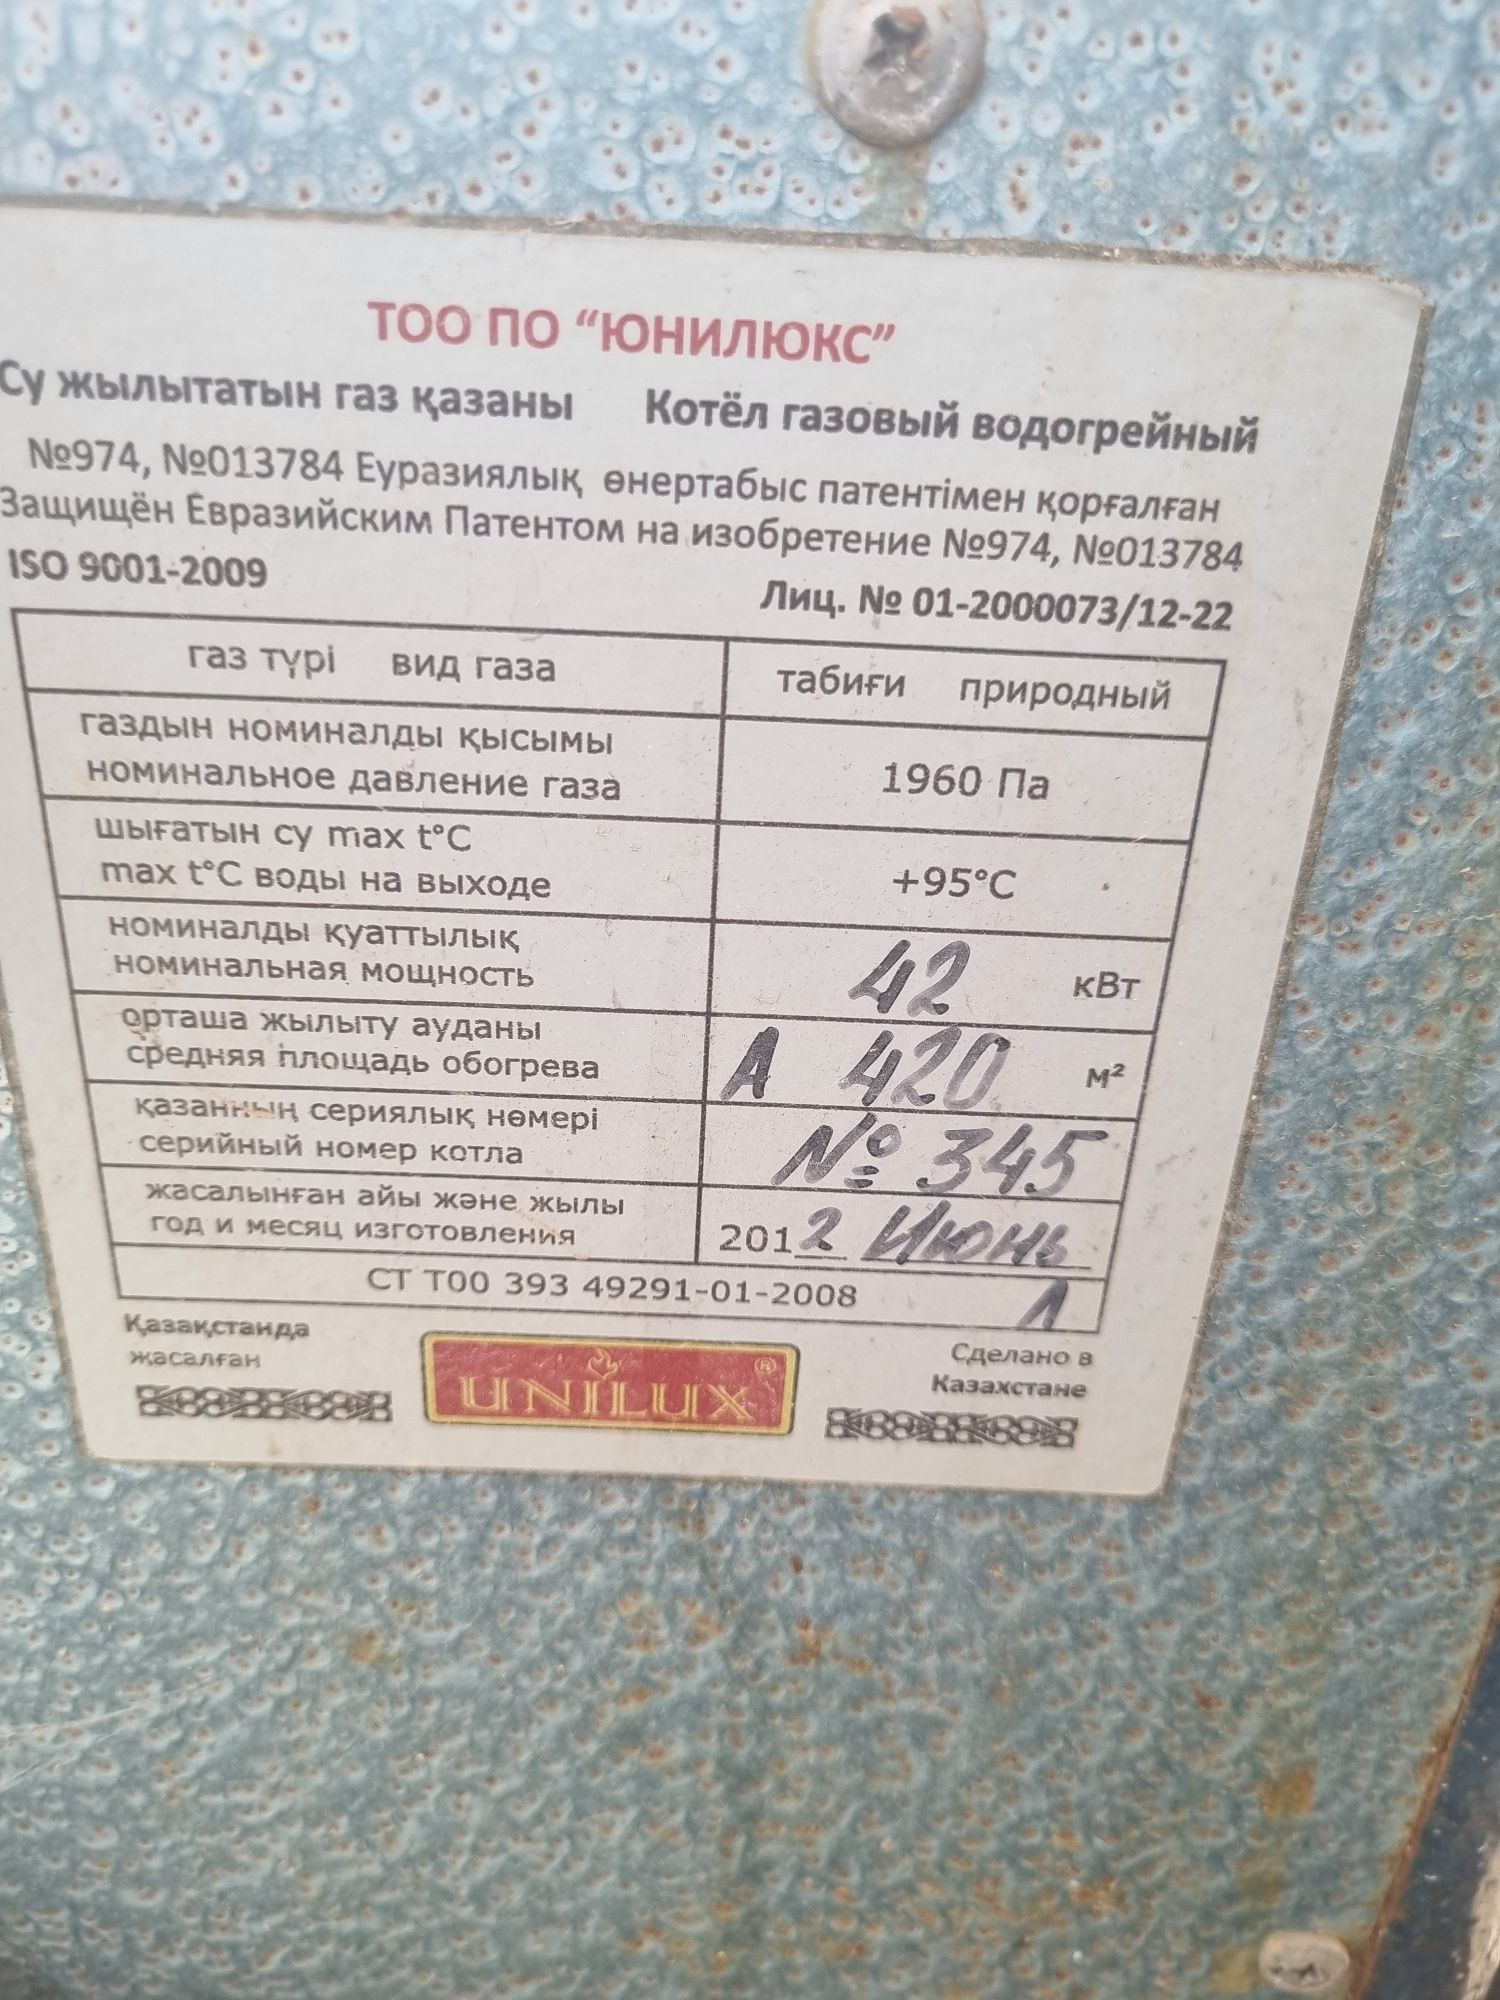 ТОО ПО “ЮНИЛЮКС”
Су жылытатын газ қазаны Котёл газовый водогрейный
№974, №013784 Еуразиялық өнертабыс патентімен қорғалған
Защищён Евразийским Патентом на изобретение №974, №013784
ISO 9001-2009 Лиц. № 01-2000073/12-22
газ түрі вид газа табиғи природный
газдын номиналды қысымы
номинальное давление газа 1960 Па
шығатын су max t°C
max t°C воды на выходе +95°C
номиналды қуаттылық
номинальная мощность 42 кВт
орташа жылыту ауданы
средняя площадь обогрева А 420 м²
қазанның сериялық нөмері
серийный номер котла № 345
жасалынған айы және жылы
год и месяц изготовления 2012 Июнь
СТ ТОО 393 49291-01-2008 Л
Қазақстанда
жасалған
UNILUX ®
Сделано в
Казахстане